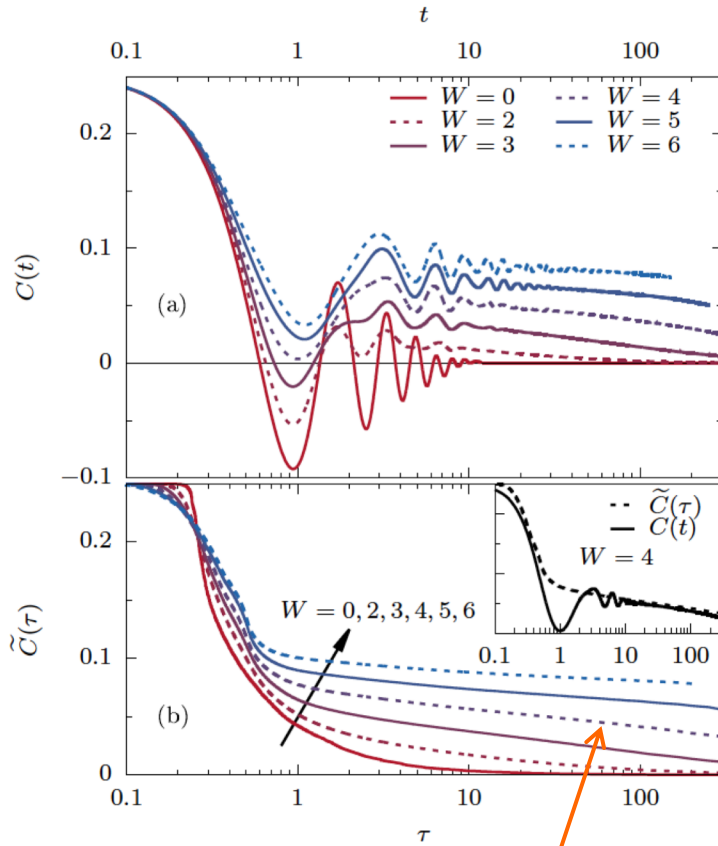 t
0.1 1 10 100
0.2
0.1
0
−0.1
C(t)
W = 0
W = 2
W = 3
W = 4
W = 5
W = 6
(a)
0.2
0.1
0
C̃(τ)
W = 0, 2, 3, 4, 5, 6
(b)
C̃(τ)
C(t)
W = 4
0.1 1 10 100
0.1 1 10 100
τ